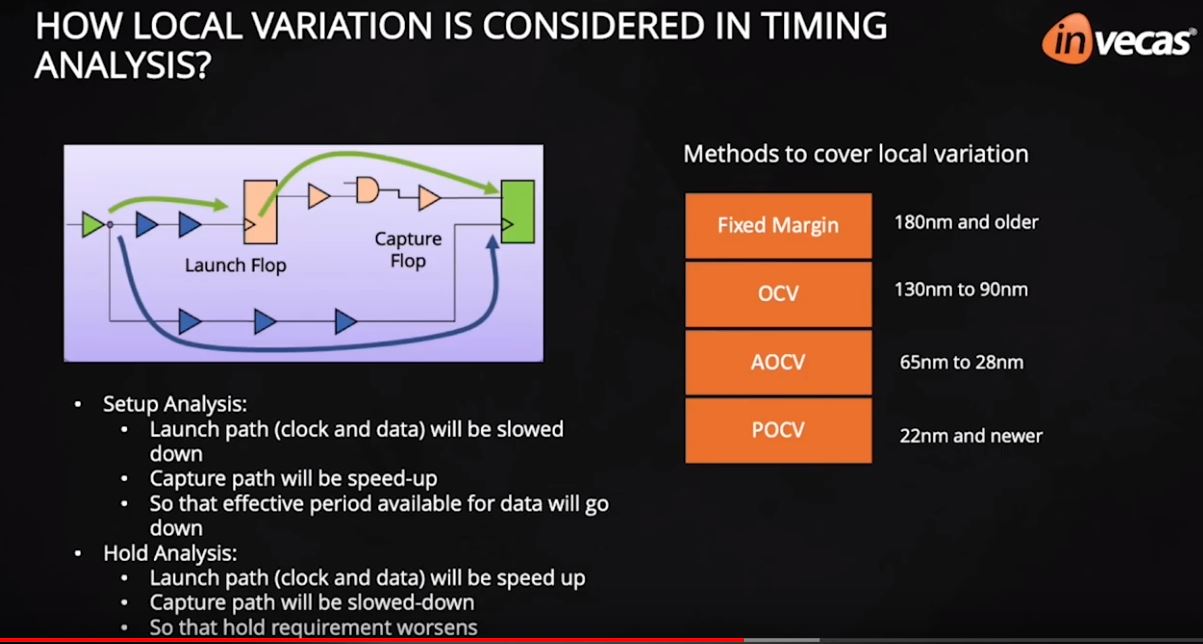 HOW LOCAL VARIATION IS CONSIDERED IN TIMING
ANALYSIS?
invecas®
Launch Flop
Capture
Flop
• Setup Analysis:
• Launch path (clock and data) will be slowed
down
• Capture path will be speed-up
• So that effective period available for data will go
down
• Hold Analysis:
• Launch path (clock and data) will be speed up
• Capture path will be slowed-down
• So that hold requirement worsens
Methods to cover local variation
Fixed Margin 180nm and older
OCV 130nm to 90nm
AOCV 65nm to 28nm
POCV 22nm and newer